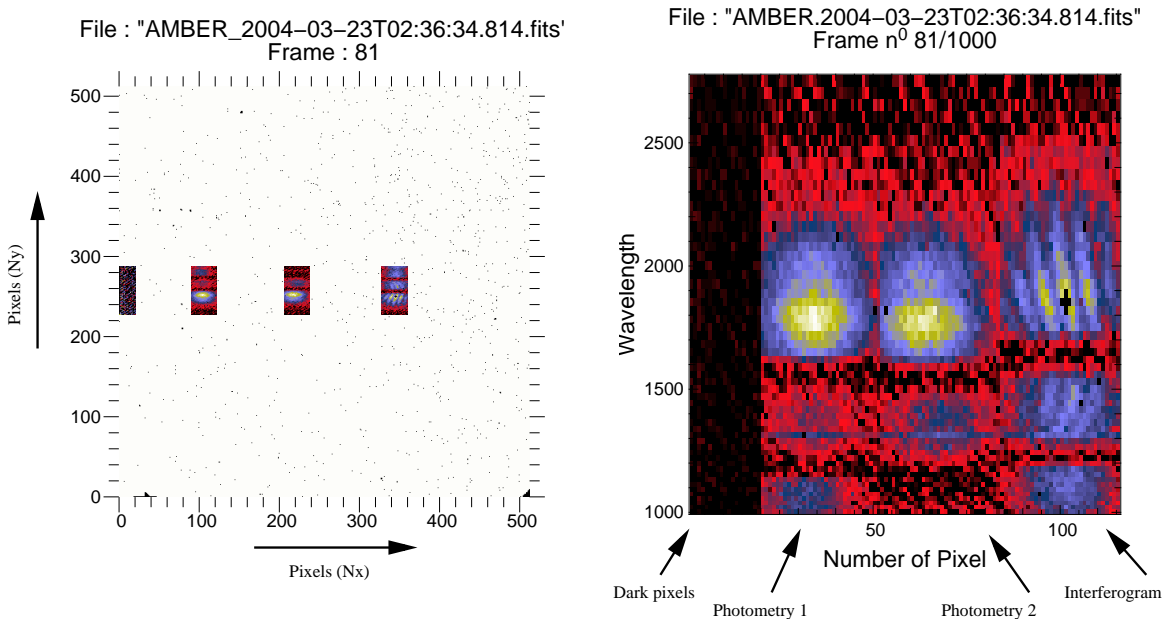 File : "AMBER_2004−03−23T02:36:34.814.fits'
Frame : 81
500
400
300
200
100
0
0 100 200 300 400 500
Pixels (Ny)
Pixels (Nx)
File : "AMBER.2004−03−23T02:36:34.814.fits"
Frame n⁰ 81/1000
2500
2000
1500
1000
Wavelength
50 100
Number of Pixel
Dark pixels
Photometry 1
Photometry 2
Interferogram